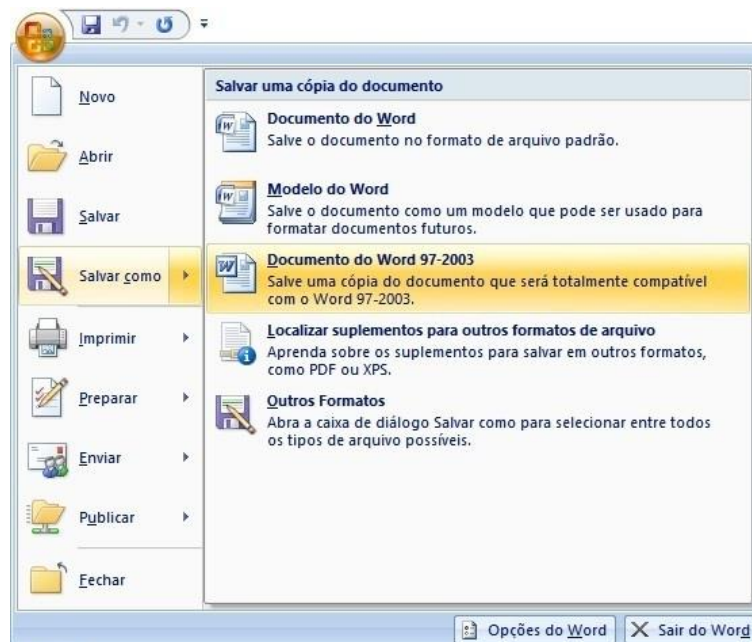 Novo
Abrir
Salvar
Salvar como
Imprimir
Preparar
Enviar
Publicar
Fechar
Salvar uma cópia do documento
Documento do Word
Salve o documento no formato de arquivo padrão.
Modelo do Word
Salve o documento como um modelo que pode ser usado para
formatar documentos futuros.
Documento do Word 97-2003
Salve uma cópia do documento que será totalmente compatível
com o Word 97-2003.
Localizar suplementos para outros formatos de arquivo
Aprenda sobre os suplementos para salvar em outros formatos,
como PDF ou XPS.
Outros Formatos
Abra a caixa de diálogo Salvar como para selecionar entre todos
os tipos de arquivo possíveis.
Opções do Word
Sair do Word